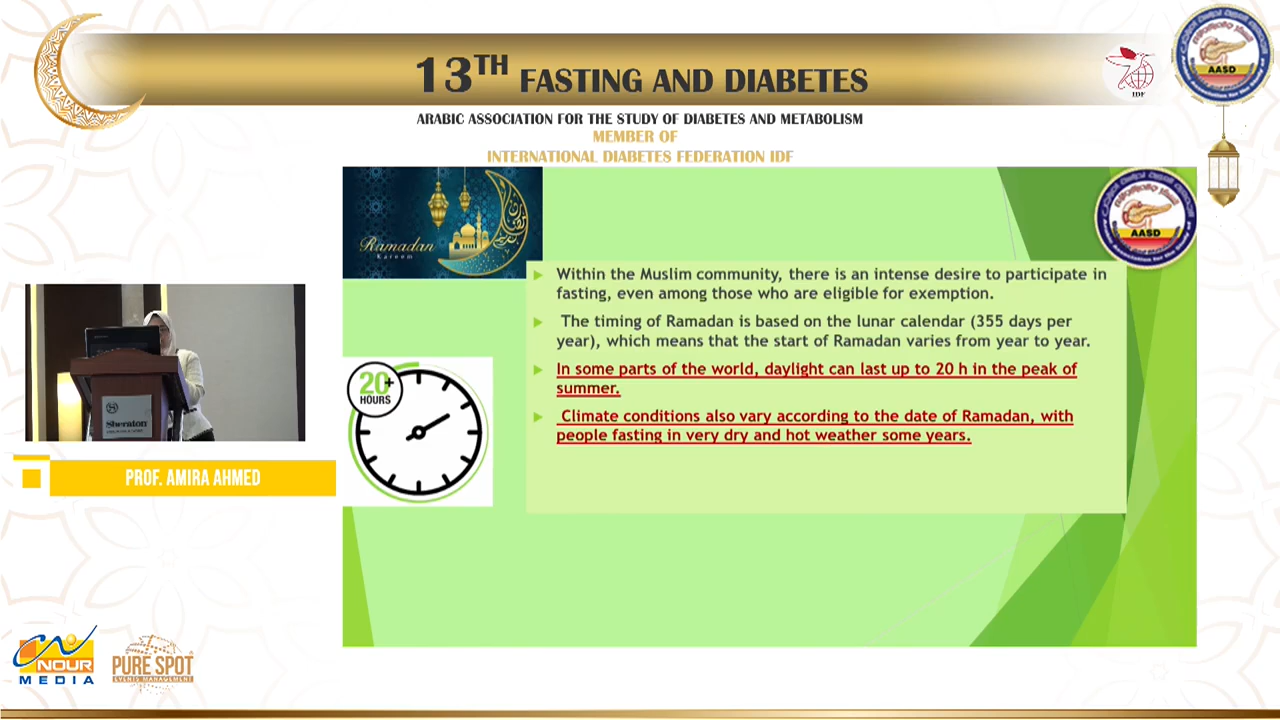 13TH FASTING AND DIABETES
ARABIC ASSOCIATION FOR THE STUDY OF DIABETES AND METABOLISM
MEMBER OF
INTERNATIONAL DIABETES FEDERATION IDF
IDF
AASD
Ramadan
Kareem
AASD
Within the Muslim community, there is an intense desire to participate in
fasting, even among those who are eligible for exemption.
The timing of Ramadan is based on the lunar calendar (355 days per
year), which means that the start of Ramadan varies from year to year.
In some parts of the world, daylight can last up to 20 h in the peak of
summer.
Climate conditions also vary according to the date of Ramadan, with
people fasting in very dry and hot weather some years.
20+
HOURS
Sheraton
PROF. AMIRA AHMED
NOUR
MEDIA
PURE SPOT
EVENTS MANAGEMENT